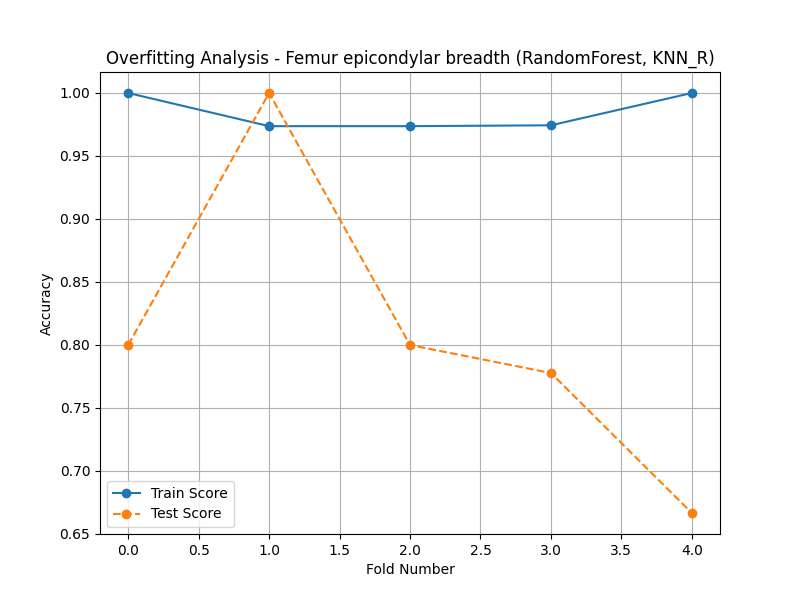 Overfitting Analysis - Femur epicondylar breadth (RandomForest, KNN_R)
1.00
0.95
0.90
0.85
0.80
0.75
0.70
0.65
Accuracy
Train Score
Test Score
0.0 0.5 1.0 1.5 2.0 2.5 3.0 3.5 4.0
Fold Number